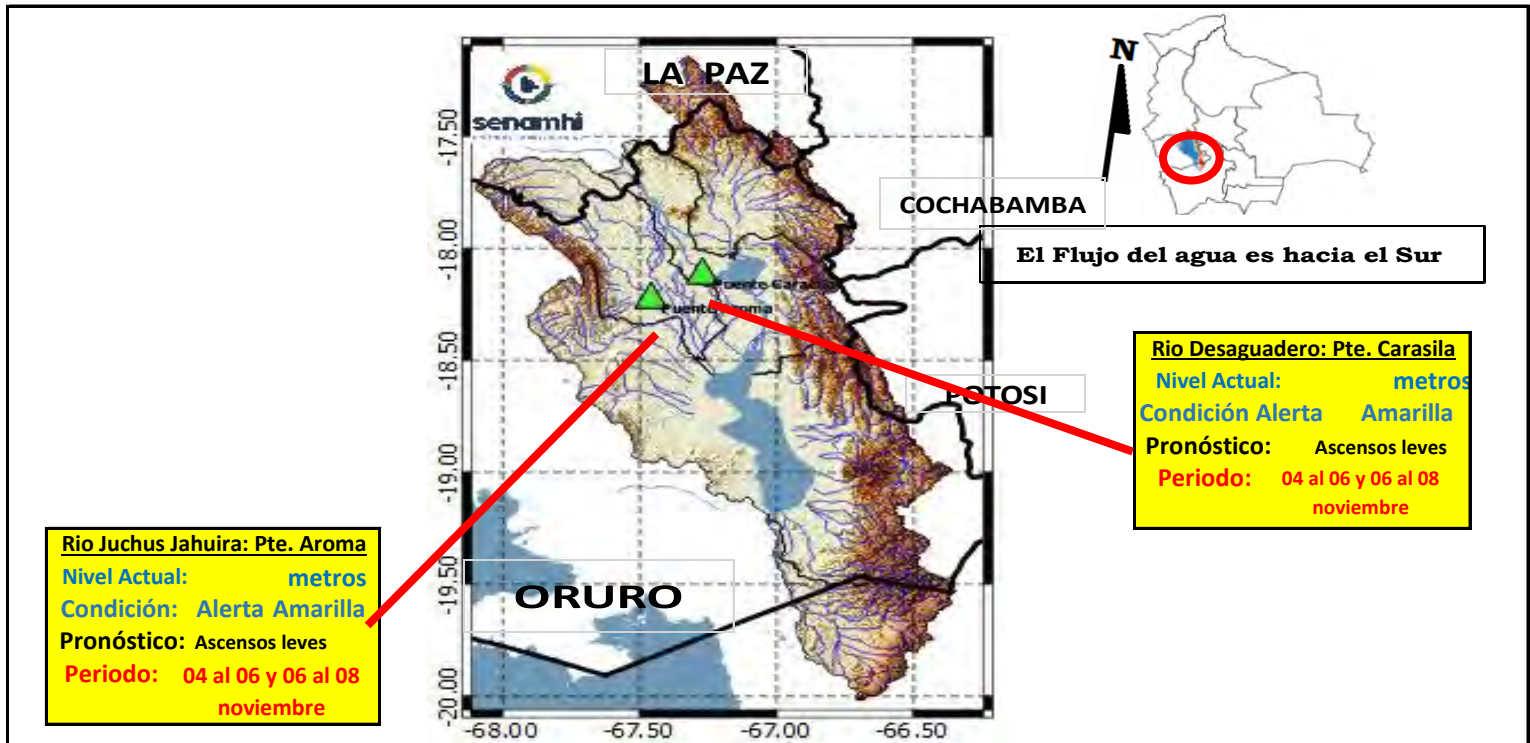 LA PAZ
senamhi
N
COCHABAMBA
El Flujo del agua es hacia el Sur
POTOSI
ORURO
Puente
Puente
Rio Desaguadero: Pte. Carasila
Nivel Actual: metros
Condición Alerta Amarilla
Pronóstico: Ascensos leves
Periodo: 04 al 06 y 06 al 08
noviembre
Rio Juchus Jahuira: Pte. Aroma
Nivel Actual: metros
Condición: Alerta Amarilla
Pronóstico: Ascensos leves
Periodo: 04 al 06 y 06 al 08
noviembre
-17.50
-18.00
-18.50
-19.00
-19.50
-20.00
-68.00 -67.50 -67.00 -66.50